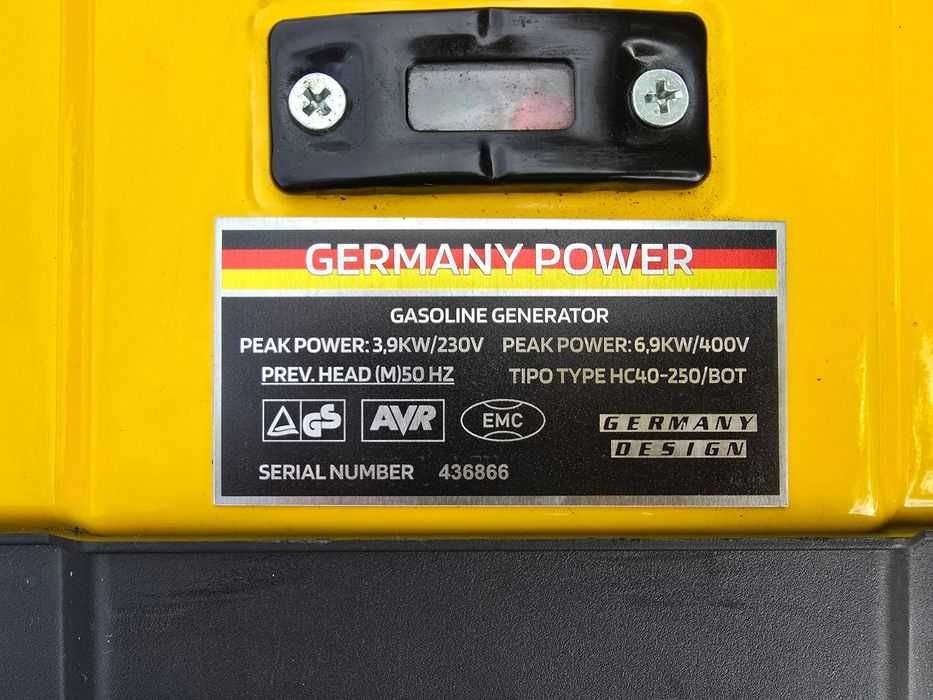 GERMANY POWER
GASOLINE GENERATOR
PEAK POWER: 3,9KW/230V PEAK POWER: 6,9KW/400V
PREV. HEAD (M)50 HZ TIPO TYPE HC40-250/BOT
GS AVR EMC GERMANY
DESIGN
SERIAL NUMBER 436866